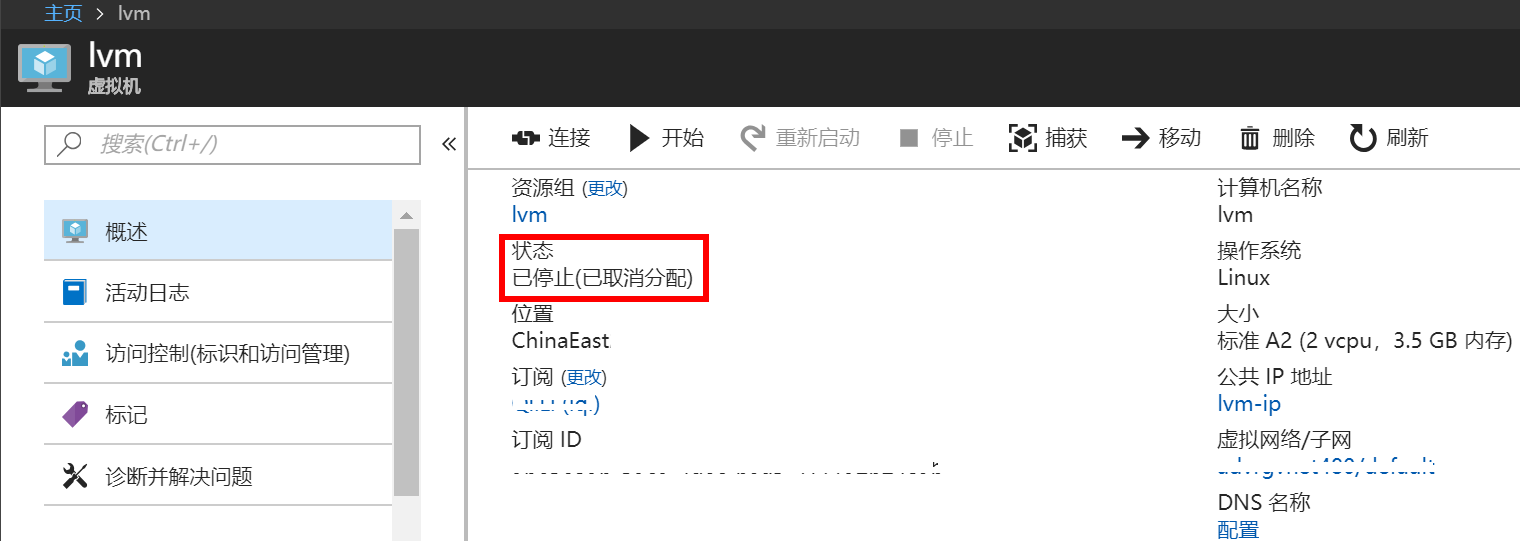 主页 > lvm
lvm
虚拟机
搜索(Ctrl+/)
«
连接 开始 重新启动 停止 捕获 移动 删除 刷新
概述
活动日志
访问控制(标识和访问管理)
标记
诊断并解决问题
资源组 (更改)
lvm
状态
已停止(已取消分配)
位置
ChinaEast
订阅 (更改)
订阅 ID
计算机名称
lvm
操作系统
Linux
大小
标准 A2 (2 vcpu，3.5 GB 内存)
公共 IP 地址
lvm-ip
虚拟网络/子网
DNS 名称
配置